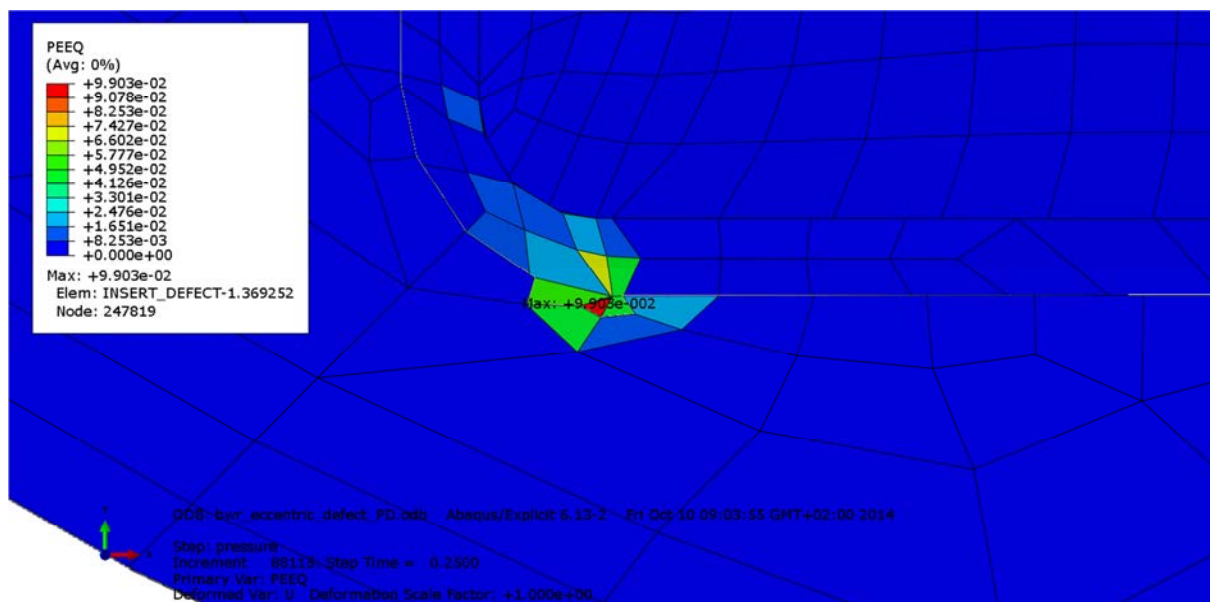 PEEQ
(Avg: 0%)
+9.903e-02
+9.078e-02
+8.253e-02
+7.427e-02
+6.602e-02
+5.777e-02
+4.952e-02
+4.126e-02
+3.301e-02
+2.476e-02
+1.651e-02
+8.253e-03
+0.000e+00
Max: +9.903e-02
Elem: INSERT_DEFECT-1.369252
Node: 247819
Max: +9.903e-002
Y
X
ODB: bwr_eccentric_defect_PD.odb Abaqus/Explicit 6.13-2 Fri Oct 10 09:03:55 GMT+02:00 2014
Step: pressure
Increment 88115: Step Time = 0.2500
Primary Var: PEEQ
Deformed Var: U Deformation Scale Factor: +1.000e+00